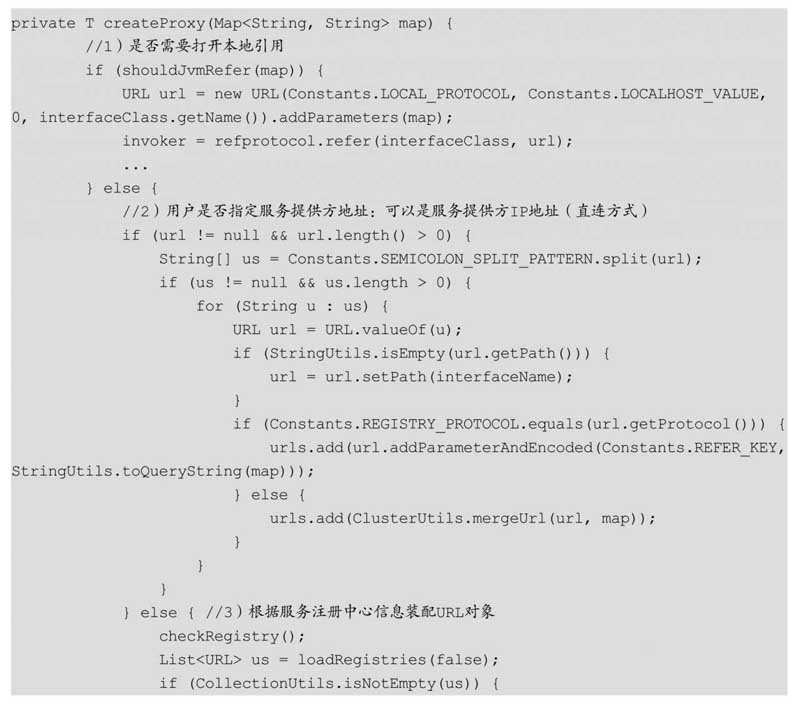 private T createProxy(Map<String, String> map) {
        //1）是否需要打开本地引用
        if (shouldJvmRefer(map)) {
            URL url = new URL(Constants.LOCAL_PROTOCOL, Constants.LOCALHOST_VALUE,
0, interfaceClass.getName()).addParameters(map);
            invoker = refprotocol.refer(interfaceClass, url);
            ...
        } else {
            //2）用户是否指定服务提供方地址：可以是服务提供方IP地址（直连方式）
            if (url != null && url.length() > 0) {
                String[] us = Constants.SEMICOLON_SPLIT_PATTERN.split(url);
                if (us != null && us.length > 0) {
                    for (String u : us) {
                        URL url = URL.valueOf(u);
                        if (StringUtils.isEmpty(url.getPath())) {
                            url = url.setPath(interfaceName);
                        }
                        if (Constants.REGISTRY_PROTOCOL.equals(url.getProtocol())) {
                            urls.add(url.addParameterAndEncoded(Constants.REFER_KEY,
StringUtils.toQueryString(map)));
                        } else {
                            urls.add(ClusterUtils.mergeUrl(url, map));
                        }
                    }
                }
            } else { //3）根据服务注册中心信息装配URL对象
                checkRegistry();
                List<URL> us = loadRegistries(false);
                if (CollectionUtils.isNotEmpty(us)) {